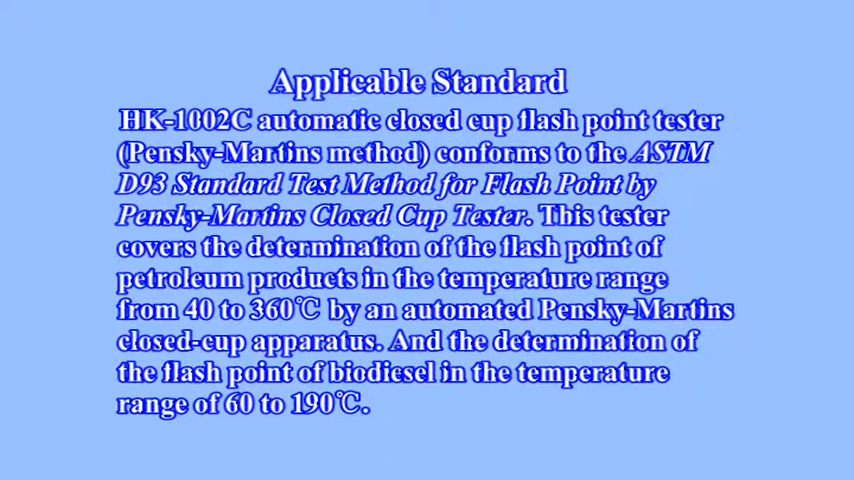 Applicable Standard
HK-1002C automatic closed cup flash point tester
(Pensky-Martins method) conforms to the ASTM
D93 Standard Test Method for Flash Point by
Pensky-Martins Closed Cup Tester. This tester
covers the determination of the flash point of
petroleum products in the temperature range
from 40 to 360℃ by an automated Pensky-Martins
closed-cup apparatus. And the determination of
the flash point of biodiesel in the temperature
range of 60 to 190℃.